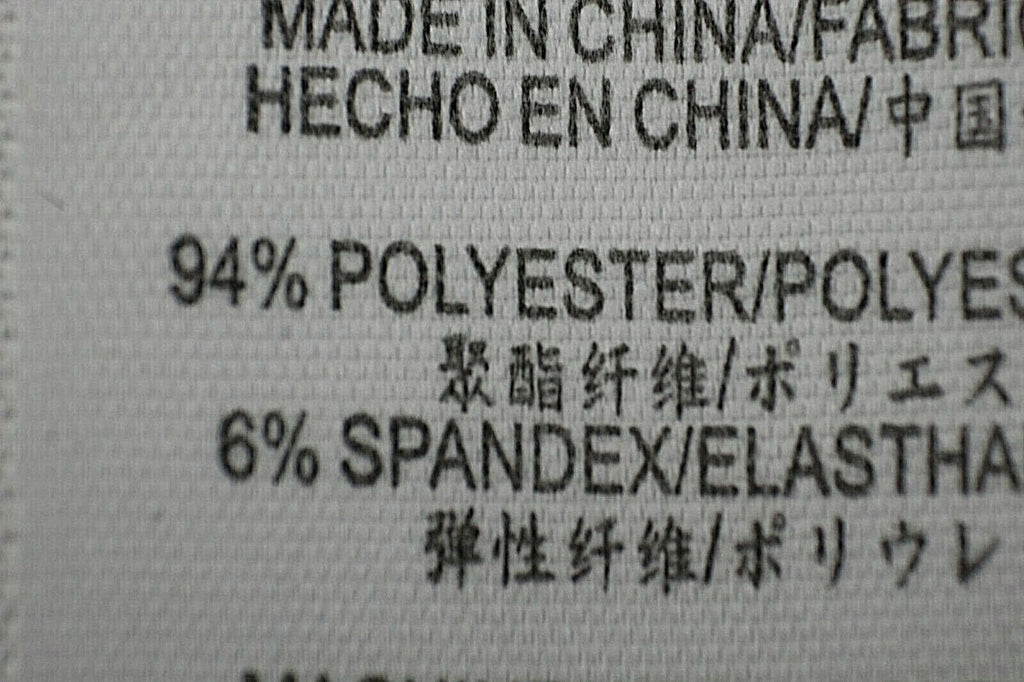 MADE IN CHINA/FABRI
HECHO EN CHINA/中国
94% POLYESTER/POLYES
聚酯纤维/ポリエス
6% SPANDEX/ELASTHA
弹性纤维/ポリウレ